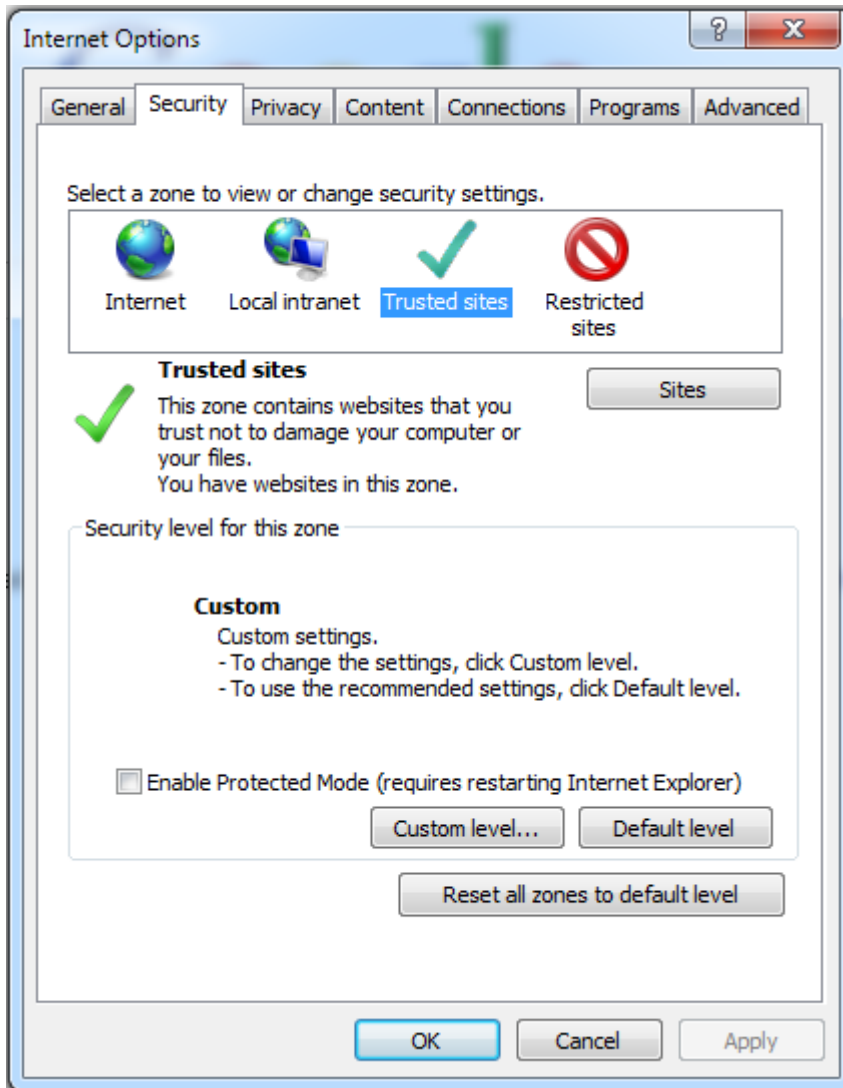 Internet Options
General Security Privacy Content Connections Programs Advanced
Select a zone to view or change security settings.
Internet Local intranet Trusted sites Restricted
sites
Trusted sites
Sites
This zone contains websites that you
trust not to damage your computer or
your files.
You have websites in this zone.
Security level for this zone
Custom
Custom settings.
- To change the settings, click Custom level.
- To use the recommended settings, click Default level.
Enable Protected Mode (requires restarting Internet Explorer)
Custom level... Default level
Reset all zones to default level
OK Cancel Apply